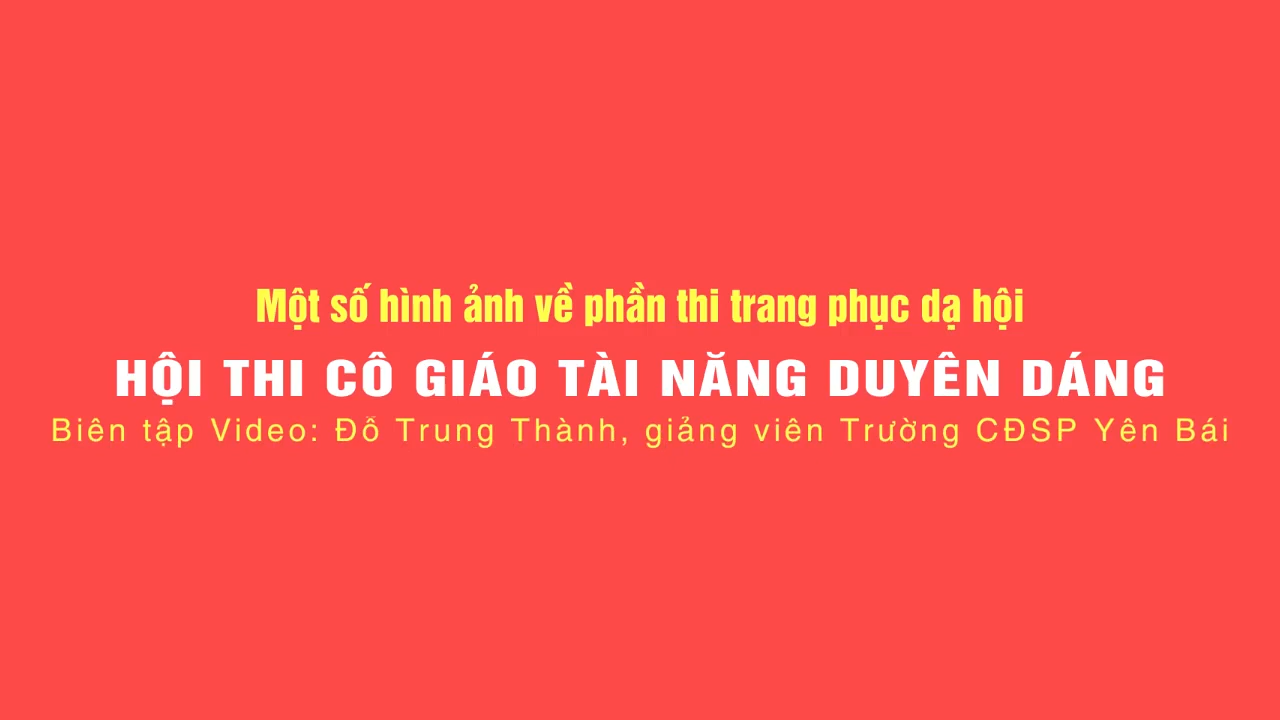 Một số hình ảnh về phần thi trang phục dạ hội
HỘI THI CÔ GIÁO TÀI NĂNG DUYÊN DÁNG
Biên tập Video: Đỗ Trung Thành, giảng viên Trường CĐSP Yên Bái